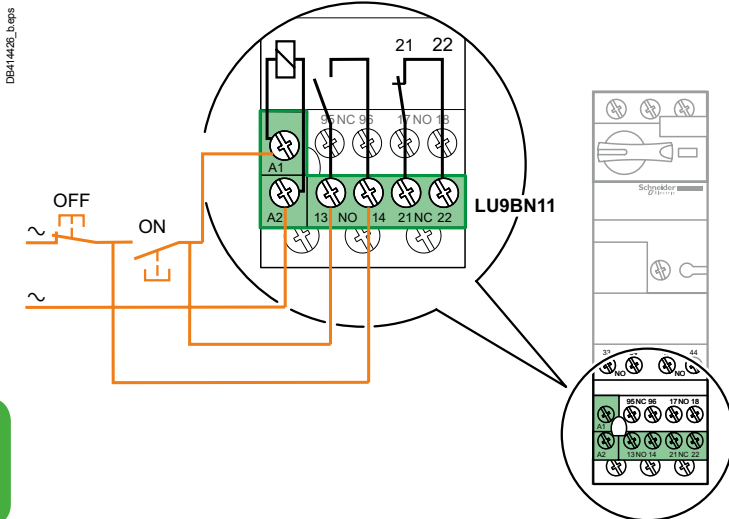 DB414426_b.eps
21 22
95 NC 96 17 NO 18
A1
A2 13 NO 14 21 NC 22
LU9BN11
OFF
ON
~
~
Schneider
Electric
33 44
NO NO
95 NC 96 17 NO 18
A1
A2 13 NO 14 21 NC 22